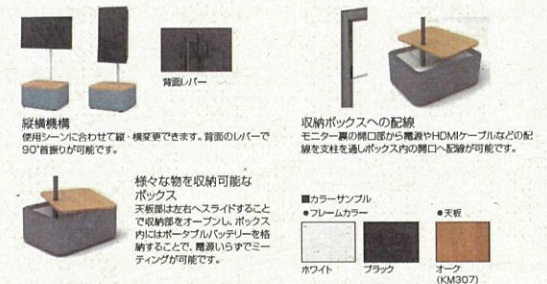 背面レバー
縦横機構
使用シーンに合わせて縦・横変更できます。背面のレバーで
90°首振りが可能です。
収納ボックスへの配線
モニター裏の開口部から電源やHDMIケーブルなどの配
線を支柱を通しボックス内の開口へ配線が可能です。
様々な物を収納可能な
ボックス
天板部は左右へスライドすること
で収納部をオープンし、ボックス
内にはポータブルバッテリーを格
納することで、電源いらずでミー
ティングが可能です。
■カラーサンプル
●フレームカラー
●天板
ホワイト
ブラック
オーク
(KM307)